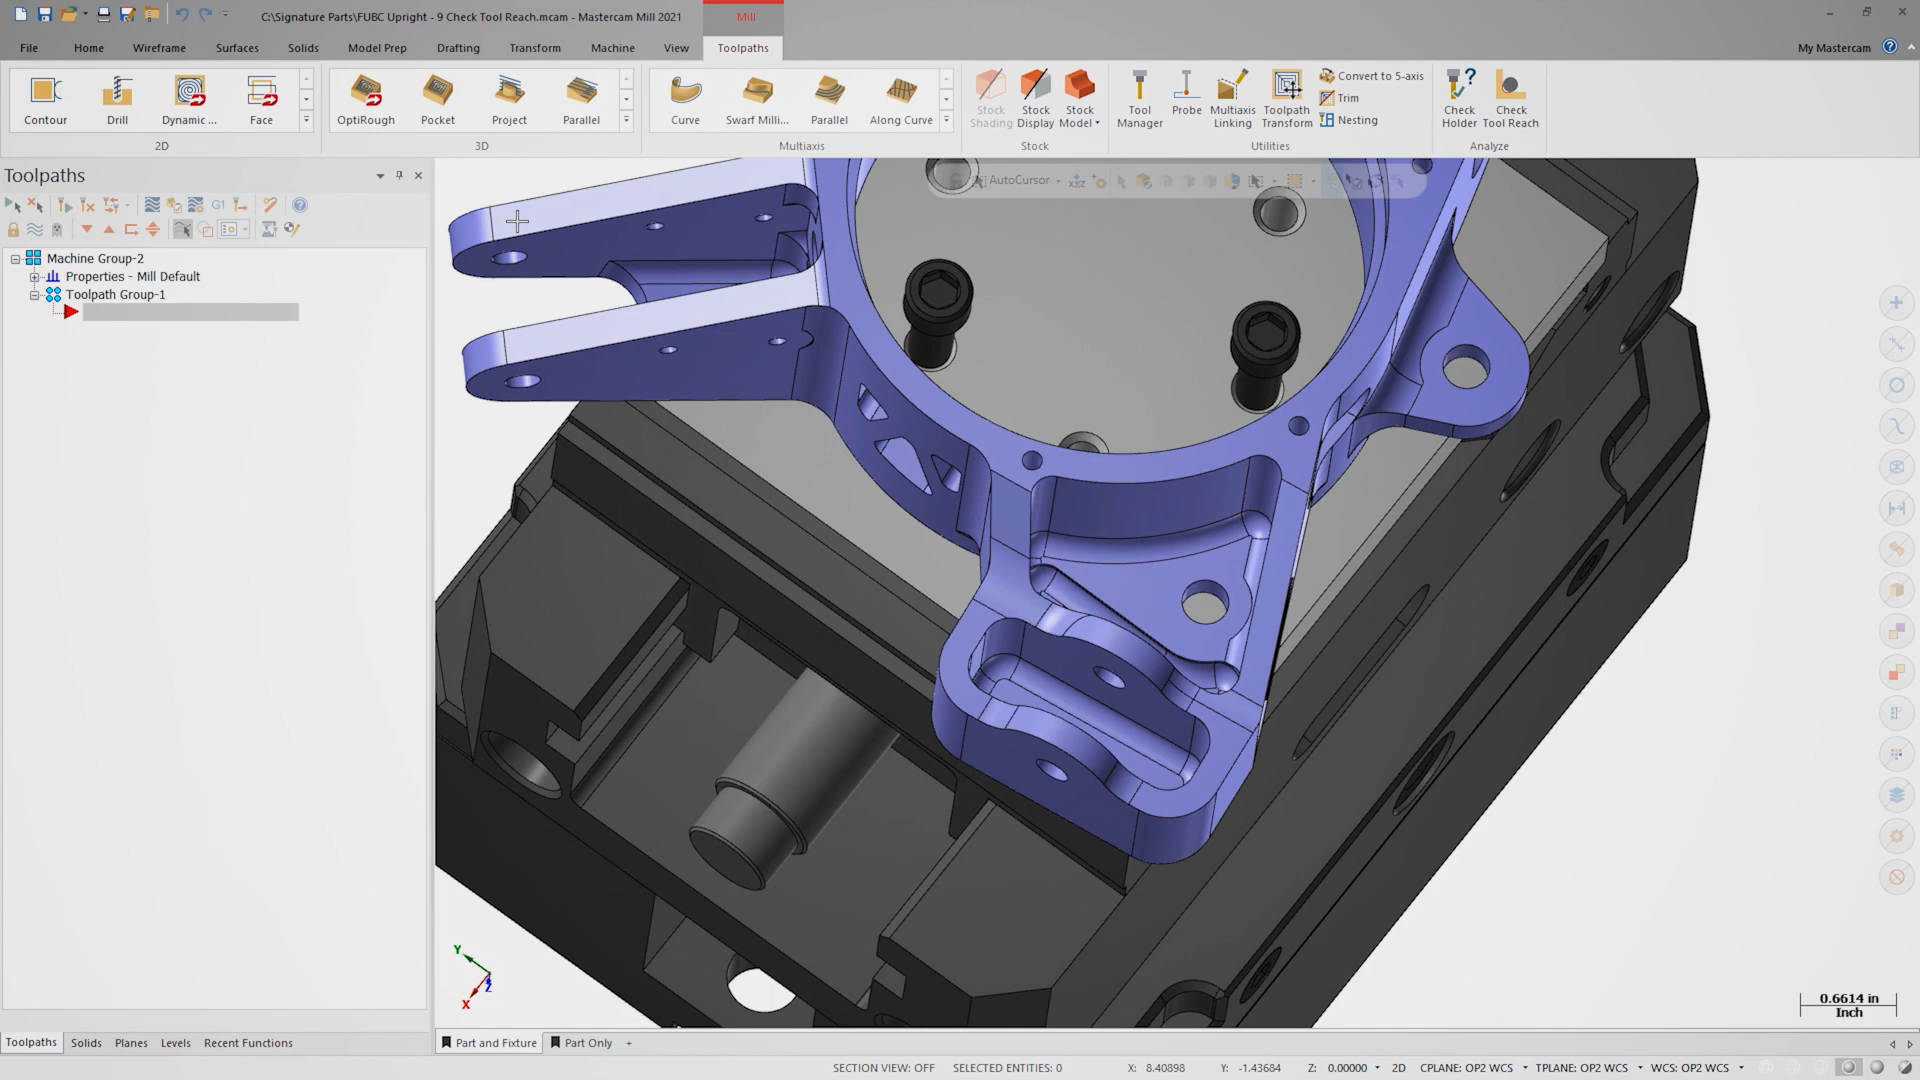 C:\Signature Parts\FUBC Upright - 9 Check Tool Reach.mcam - Mastercam Mill 2021
Mill
File Home Wireframe Surfaces Solids Model Prep Drafting Transform Machine View Toolpaths
My Mastercam
Contour Drill Dynamic ... Face
2D
OptiRough Pocket Project Parallel
3D
Curve Swarf Milli... Parallel Along Curve
Multiaxis
Stock Shading
Stock Display
Stock Model
Stock
Tool Manager
Probe
Multiaxis Linking
Toolpath Transform
Convert to 5-axis
Trim
Nesting
Utilities
Check Holder
Check Tool Reach
Analyze
Toolpaths
G1
AutoCursor
XYZ
Machine Group-2
Properties - Mill Default
Toolpath Group-1
Y
X
Z
0.6614 in
Inch
Toolpaths Solids Planes Levels Recent Functions
Part and Fixture Part Only +
SECTION VIEW: OFF SELECTED ENTITIES: 0 X: 8.40898 Y: -1.43684 Z: 0.00000 2D CPLANE: OP2 WCS TPLANE: OP2 WCS WCS: OP2 WCS